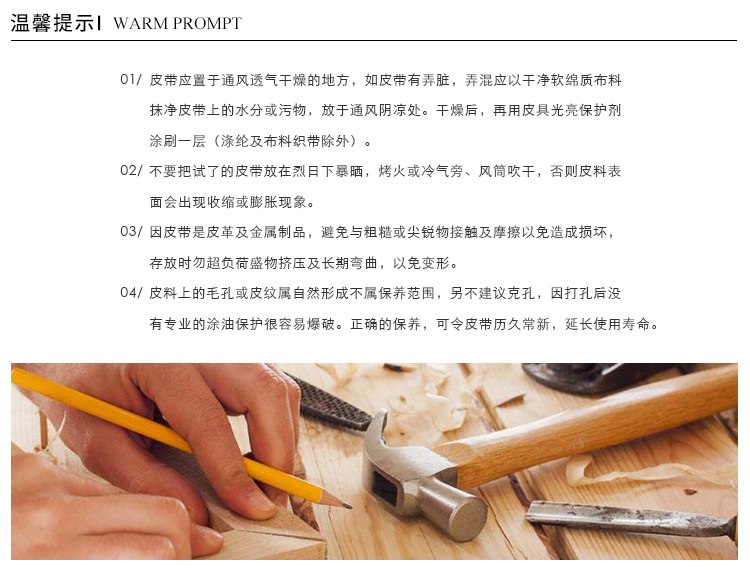 温馨提示| WARM PROMPT
01/ 皮带应置于通风透气干燥的地方，如皮带有弄脏，弄混应以干净软绵质布料
抹净皮带上的水分或污物，放于通风阴凉处。干燥后，再用皮具光亮保护剂
涂刷一层（涤纶及布料织带除外）。
02/ 不要把试了的皮带放在烈日下暴晒，烤火或冷气旁、风筒吹干，否则皮料表
面会出现收缩或膨胀现象。
03/ 因皮带是皮革及金属制品，避免与粗糙或尖锐物接触及摩擦以免造成损坏，
存放时勿超负荷盛物挤压及长期弯曲，以免变形。
04/ 皮料上的毛孔或皮纹属自然形成不属保养范围，另不建议克孔，因打孔后没
有专业的涂油保护很容易爆破。正确的保养，可令皮带历久常新，延长使用寿命。